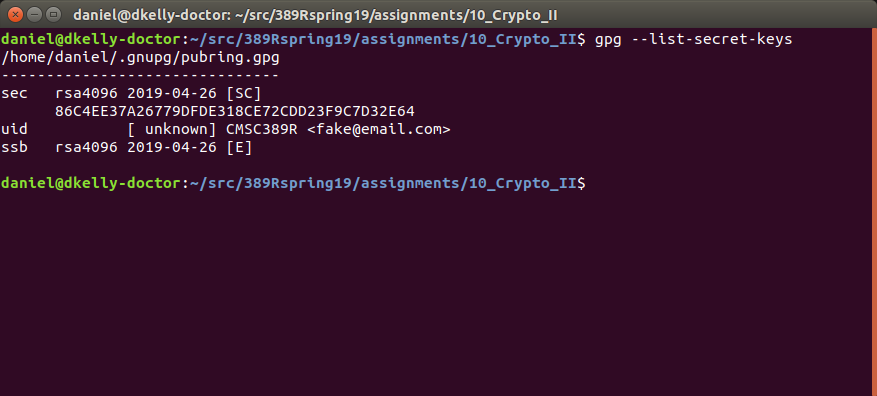 daniel@dkelly-doctor: ~/src/389Rspring19/assignments/10_Crypto_II
daniel@dkelly-doctor:~/src/389Rspring19/assignments/10_Crypto_II$ gpg --list-secret-keys
/home/daniel/.gnupg/pubring.gpg
-------------------------------
sec   rsa4096 2019-04-26 [SC]
      86C4EE37A26779DFDE318CE72CDD23F9C7D32E64
uid           [ unknown] CMSC389R <fake@email.com>
ssb   rsa4096 2019-04-26 [E]
daniel@dkelly-doctor:~/src/389Rspring19/assignments/10_Crypto_II$